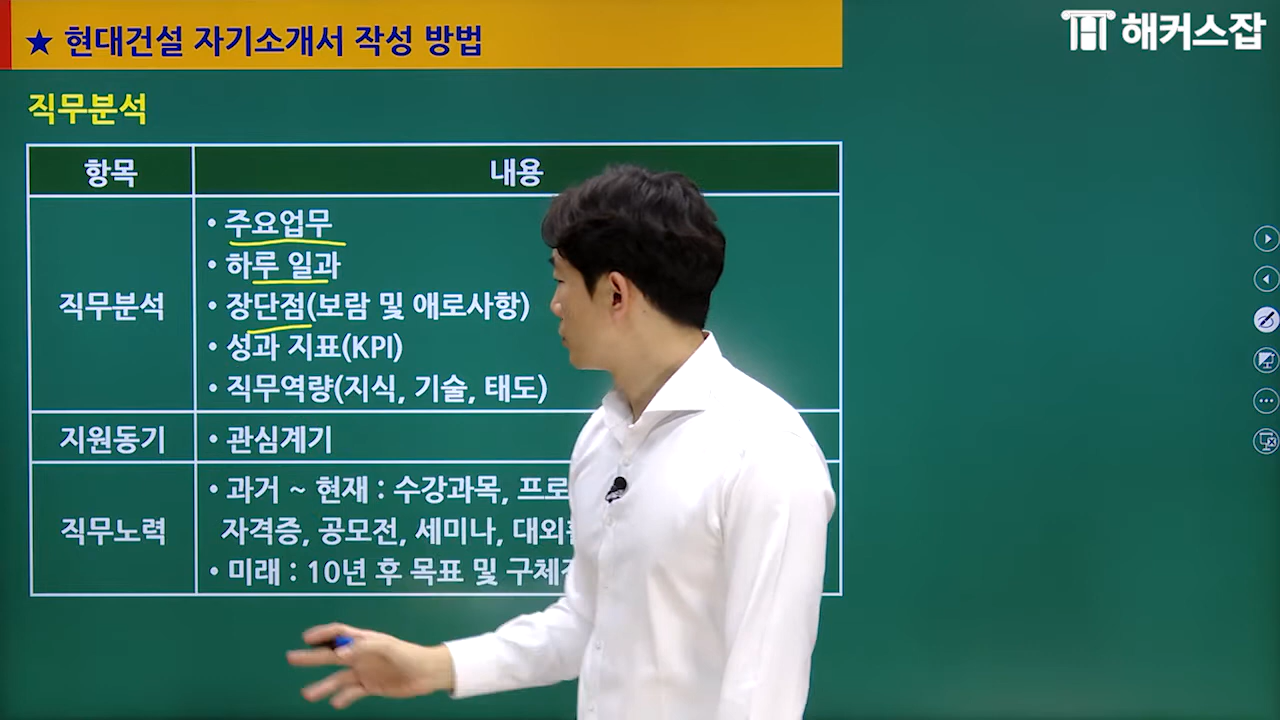 ★ 현대건설 자기소개서 작성 방법
해커스잡
직무분석
항목
내용
직무분석
• 주요업무
• 하루 일과
• 장단점(보람 및 애로사항)
• 성과 지표(KPI)
• 직무역량(지식, 기술, 태도)
지원동기
• 관심계기
직무노력
• 과거 ~ 현재 : 수강과목,
자격증, 공모전, 세미나,
• 미래 : 10년 후 목표 및